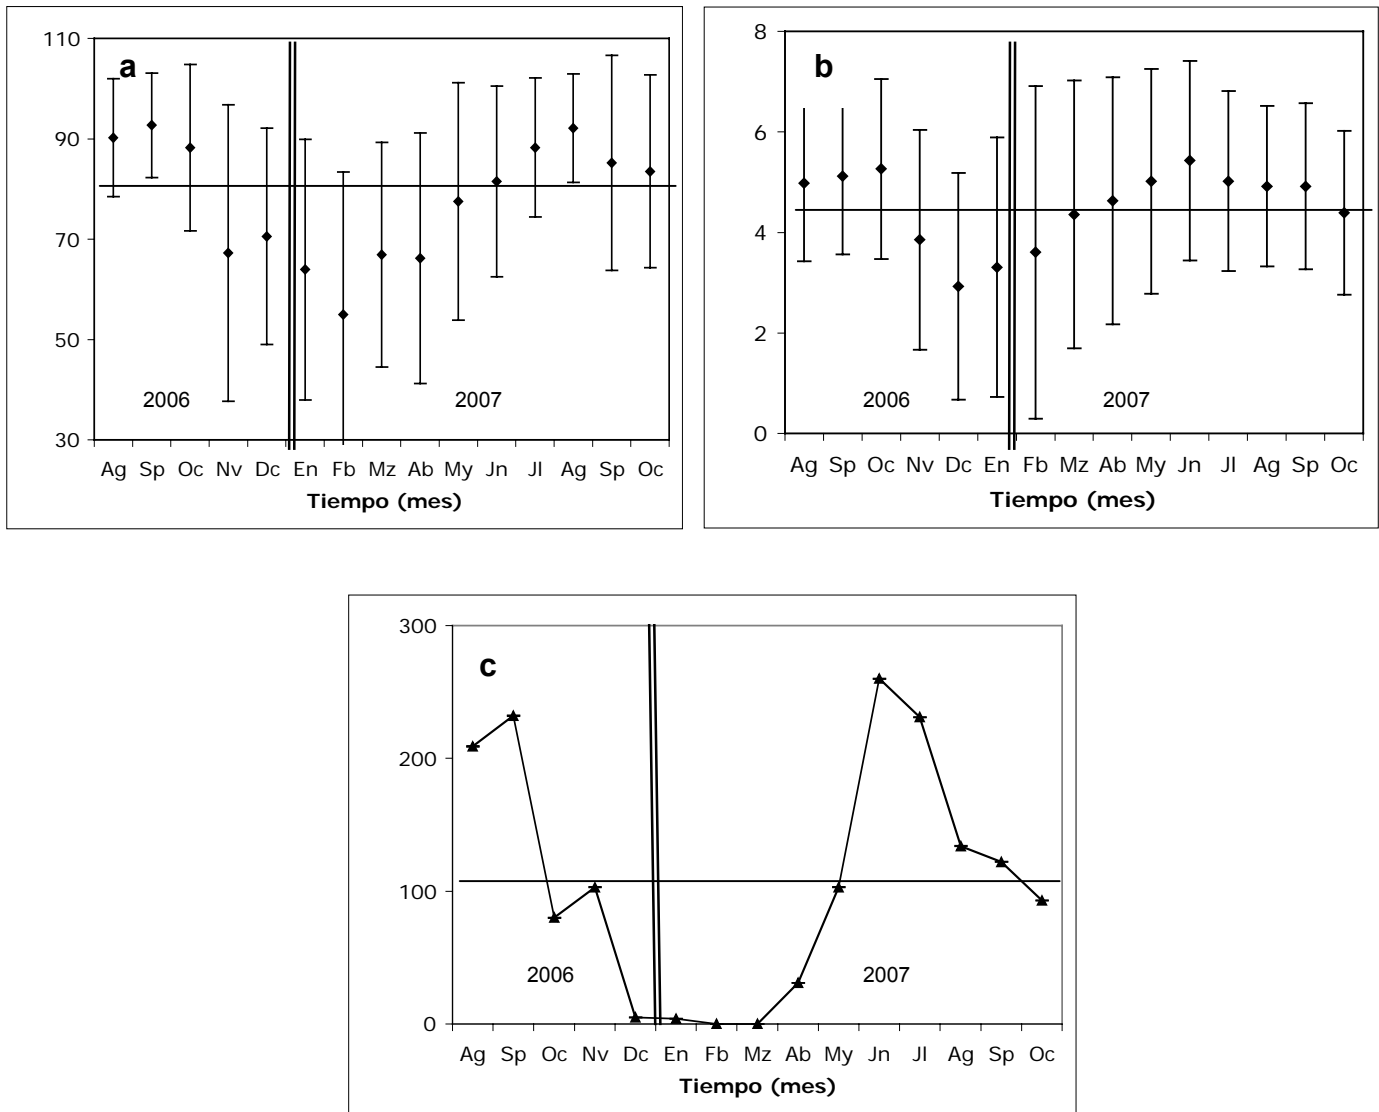 a
110
90
70
50
30
2006
2007
Ag Sp Oc Nv Dc En Fb Mz Ab My Jn Jl Ag Sp Oc
Tiempo (mes)
b
8
6
4
2
0
2006
2007
Ag Sp Oc Nv Dc En Fb Mz Ab My Jn Jl Ag Sp Oc
Tiempo (mes)
c
300
200
100
0
2006
2007
Ag Sp Oc Nv Dc En Fb Mz Ab My Jn Jl Ag Sp Oc
Tiempo (mes)